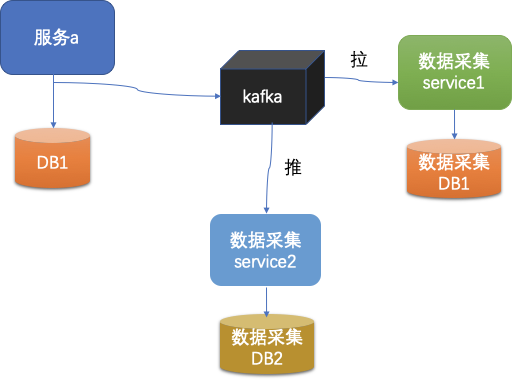 服务a
拉
数据采集
service1
kafka
DB1
数据采集
DB1
推
数据采集
service2
数据采集
DB2